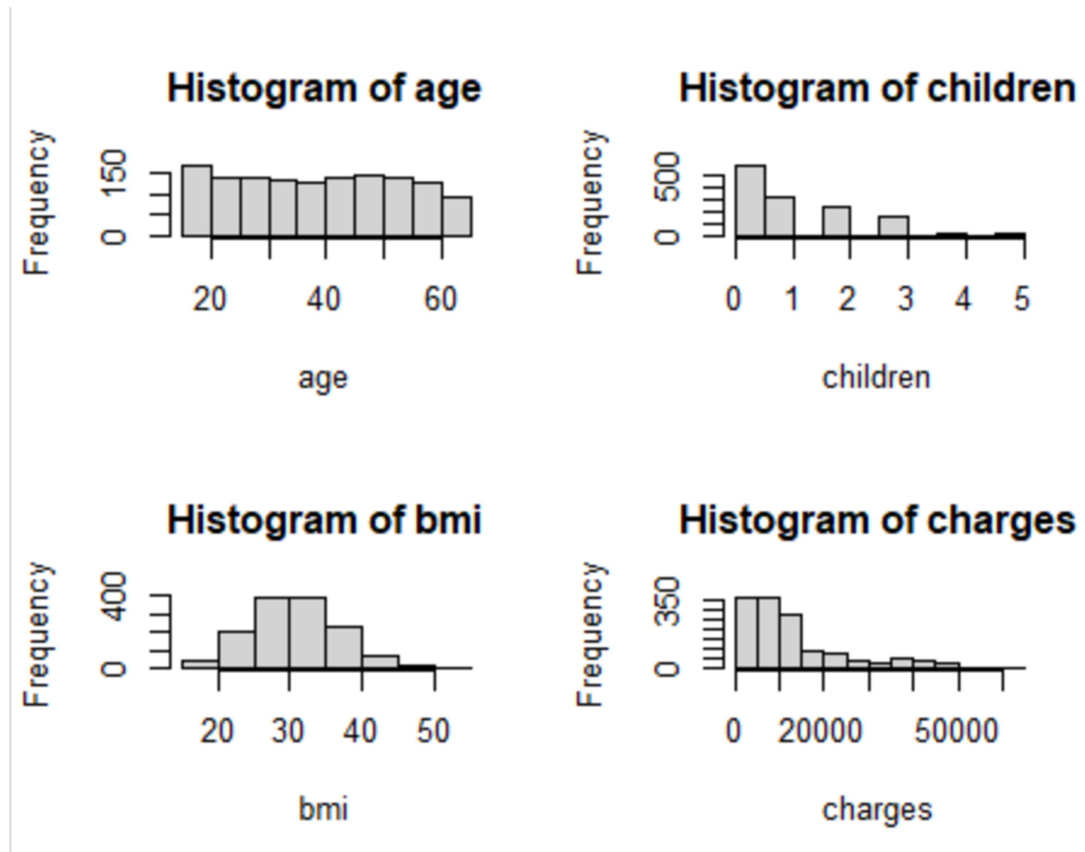 Histogram of age
Frequency
150
0
20 40 60
age
Histogram of children
Frequency
500
0
0 1 2 3 4 5
children
Histogram of bmi
Frequency
400
0
20 30 40 50
bmi
Histogram of charges
Frequency
350
0
0 20000 50000
charges